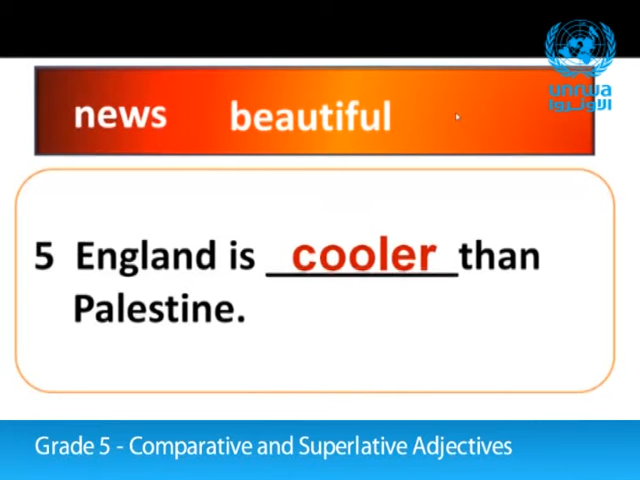 unrwa
الأونروا
news beautiful
5 England is cooler than
Palestine.
Grade 5 - Comparative and Superlative Adjectives